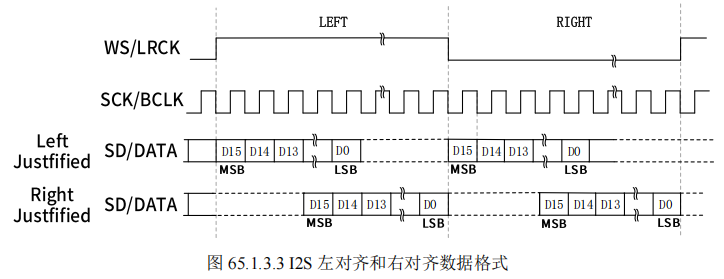 LEFT RIGHT
WS/LRCK
SCK/BCLK
Left Justfified SD/DATA D15 D14 D13 D0 D15 D14 D13 D0
MSB LSB MSB LSB
Right Justfified SD/DATA D15 D14 D13 D0 D15 D14 D13 D0
MSB LSB MSB LSB
图 65.1.3.3 I2S 左对齐和右对齐数据格式